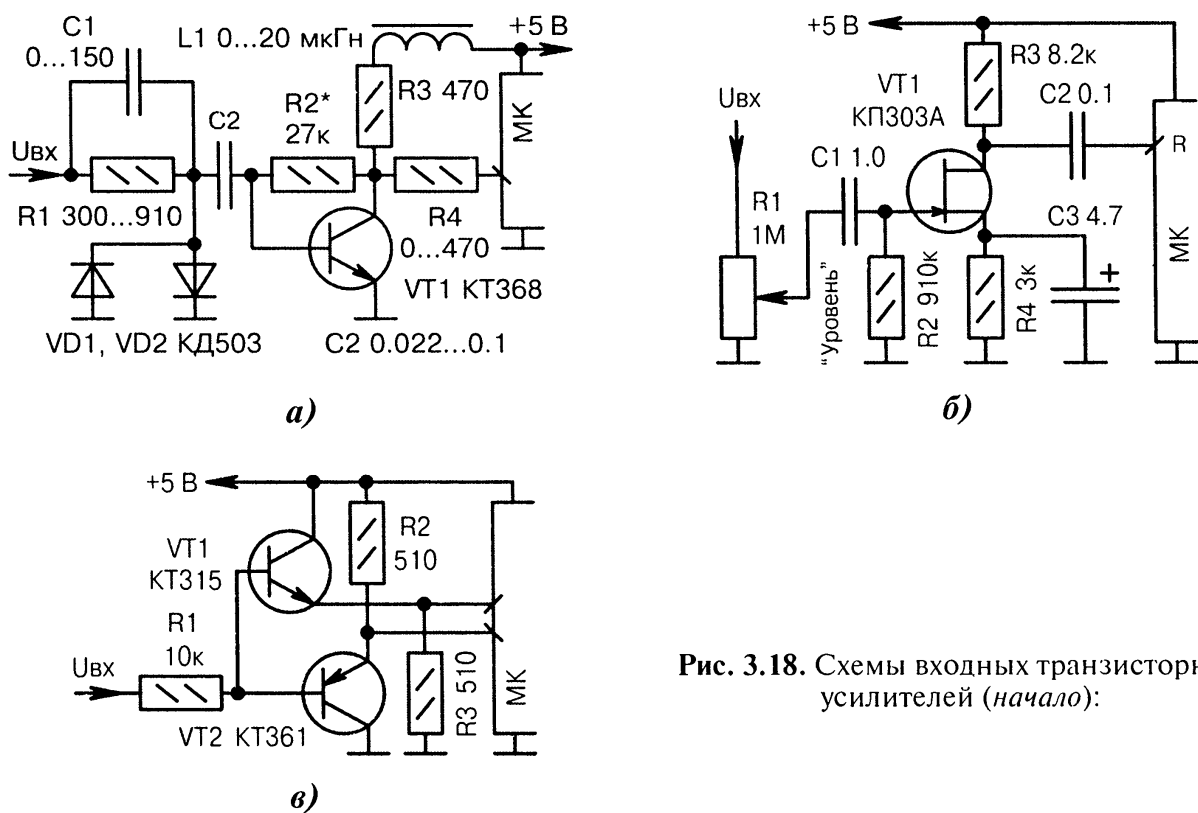 C1
0...150
L1 0...20 мкГн
+5 В
R3 470
R2*
27к
C2
Uвх
R1 300...910
R4
0...470
МК
VT1 КТ368
VD1, VD2 КД503
C2 0.022...0.1
а)
+5 В
R3 8.2к
VT1
КП303А
C2 0.1
Uвх
C1 1.0
R
R1
1М
C3 4.7
+
"Уровень"
R2 910к
R4 3к
МК
б)
+5 В
R2
510
VT1
КТ315
R1
10к
Uвх
R3 510
МК
VT2 КТ361
в)
Рис. 3.18. Схемы входных транзисторн
усилителей (начало):